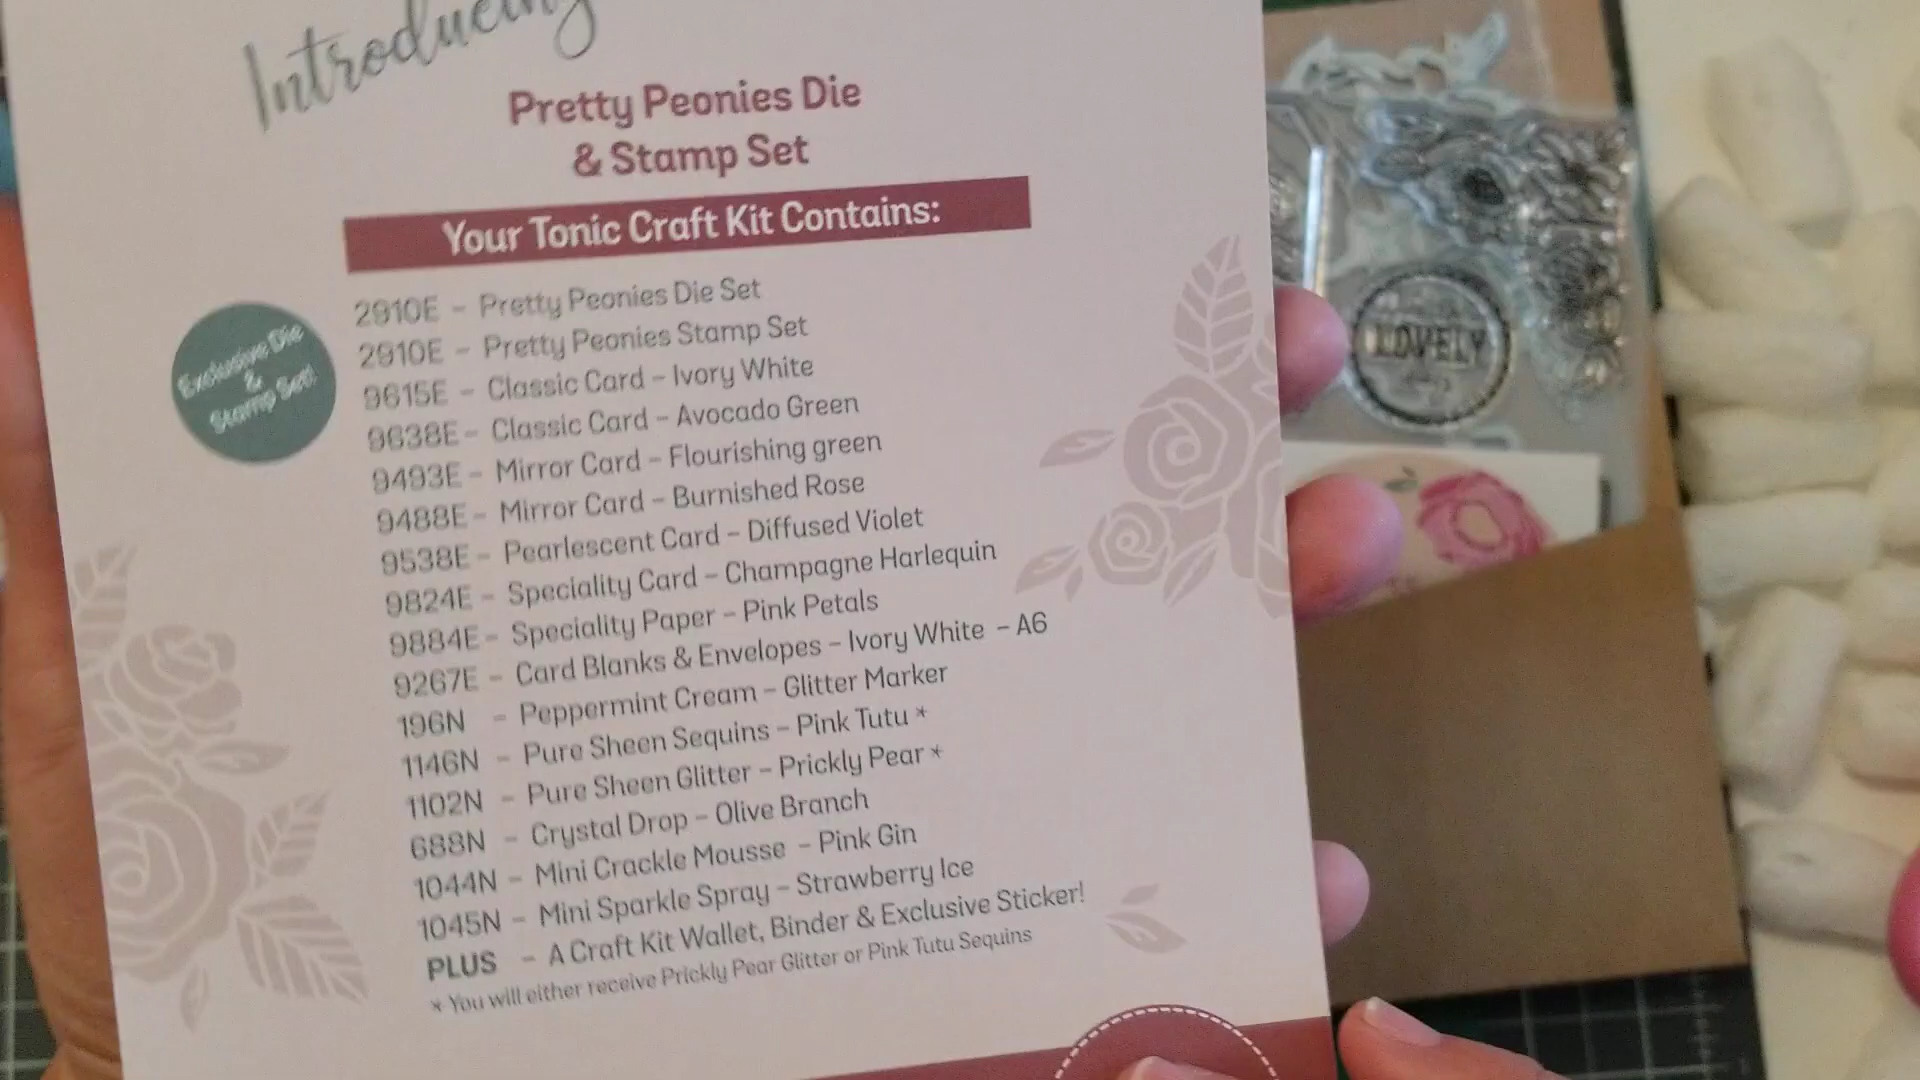 Introducing
Pretty Peonies Die
& Stamp Set
Your Tonic Craft Kit Contains:
Exclusive Die
&
Stamp Set!
2910E - Pretty Peonies Die Set
2910E - Pretty Peonies Stamp Set
9615E - Classic Card - Ivory White
9638E - Classic Card - Avocado Green
9493E - Mirror Card - Flourishing green
9488E - Mirror Card - Burnished Rose
9538E - Pearlescent Card - Diffused Violet
9824E - Speciality Card - Champagne Harlequin
9884E - Speciality Paper - Pink Petals
9267E - Card Blanks & Envelopes - Ivory White - A6
196N - Peppermint Cream - Glitter Marker
1146N - Pure Sheen Sequins - Pink Tutu *
1102N - Pure Sheen Glitter - Prickly Pear *
688N - Crystal Drop - Olive Branch
1044N - Mini Crackle Mousse - Pink Gin
1045N - Mini Sparkle Spray - Strawberry Ice
PLUS - A Craft Kit Wallet, Binder & Exclusive Sticker!
* You will either receive Prickly Pear Glitter or Pink Tutu Sequins
LOVELY